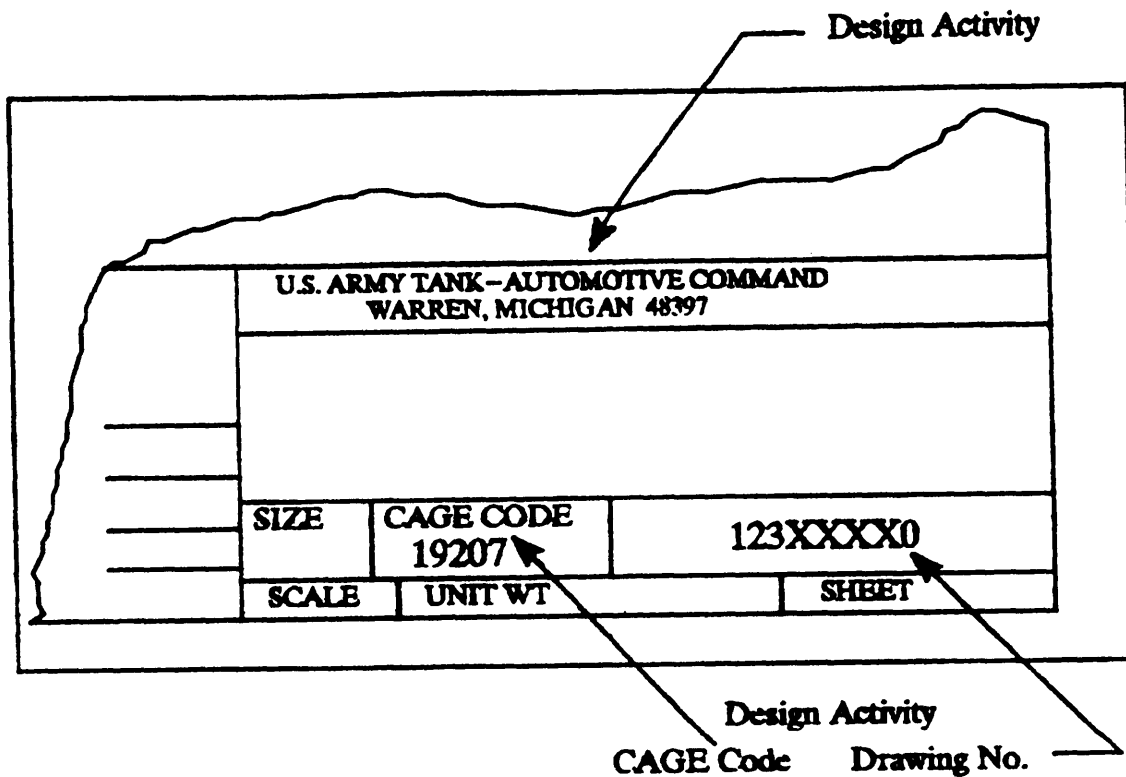 Design Activity
U.S. ARMY TANK-AUTOMOTIVE COMMAND
WARREN, MICHIGAN 48397
SIZE
CAGE CODE
19207
123XXXX0
SCALE
UNIT WT
SHEET
Design Activity
CAGE Code
Drawing No.